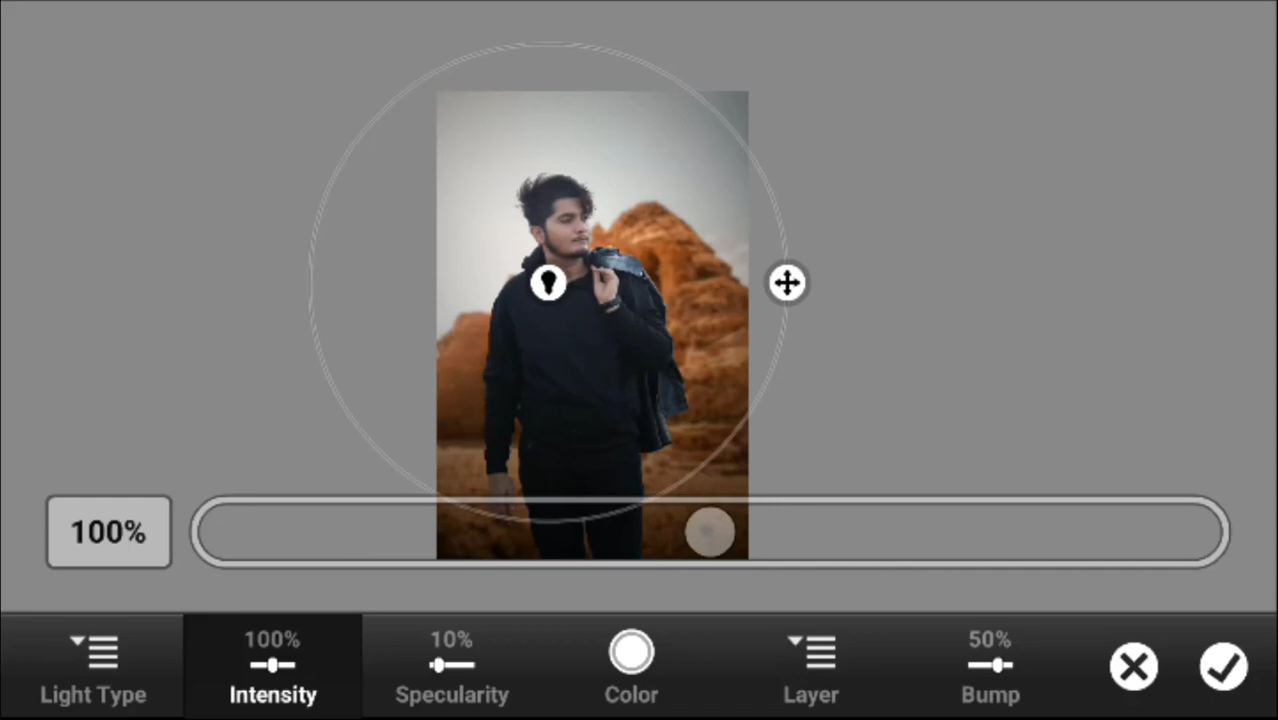 100%
100%
10%
50%
Light Type
Intensity
Specularity
Color
Layer
Bump